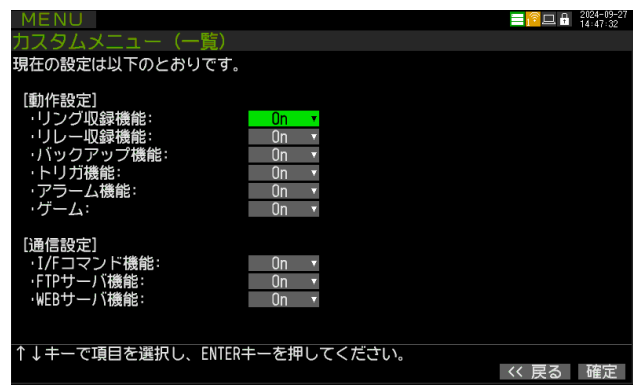 MENU 2024-09-27
14:47:32
カスタムメニュー（一覧）
現在の設定は以下のとおりです。
[動作設定]
・リング収録機能: On
・リレー収録機能: On
・バックアップ機能: On
・トリガ機能: On
・アラーム機能: On
・ゲーム: On
[通信設定]
・I/Fコマンド機能: On
・FTPサーバ機能: On
・WEBサーバ機能: On
↑↓キーで項目を選択し、ENTERキーを押してください。
<< 戻る 確定